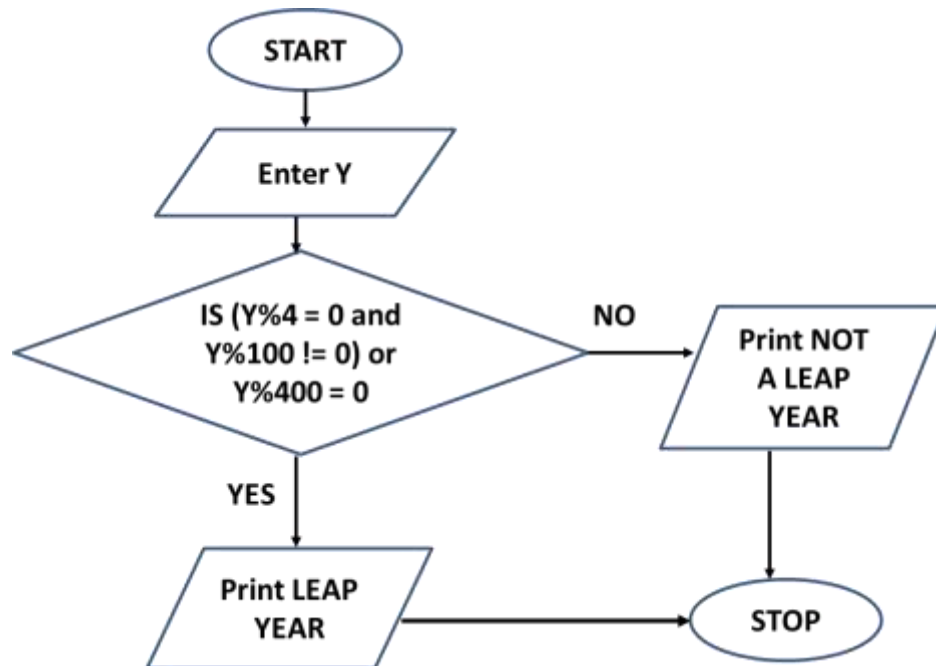 START
Enter Y
IS (Y%4 = 0 and
Y%100 != 0) or
Y%400 = 0
NO
Print NOT
A LEAP
YEAR
YES
Print LEAP
YEAR
STOP